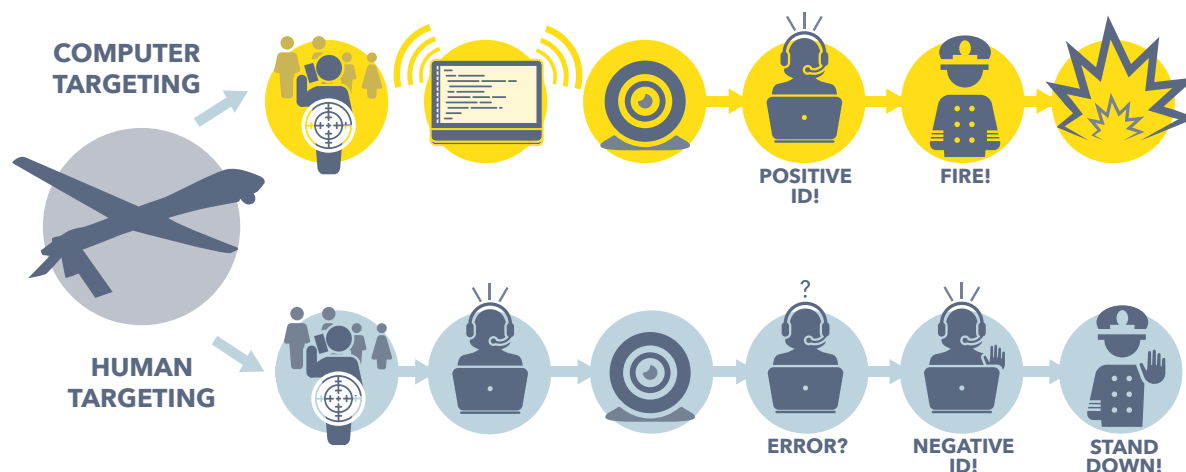 COMPUTER
TARGETING
POSITIVE
ID!
FIRE!
HUMAN
TARGETING
?
ERROR?
NEGATIVE
ID!
STAND
DOWN!